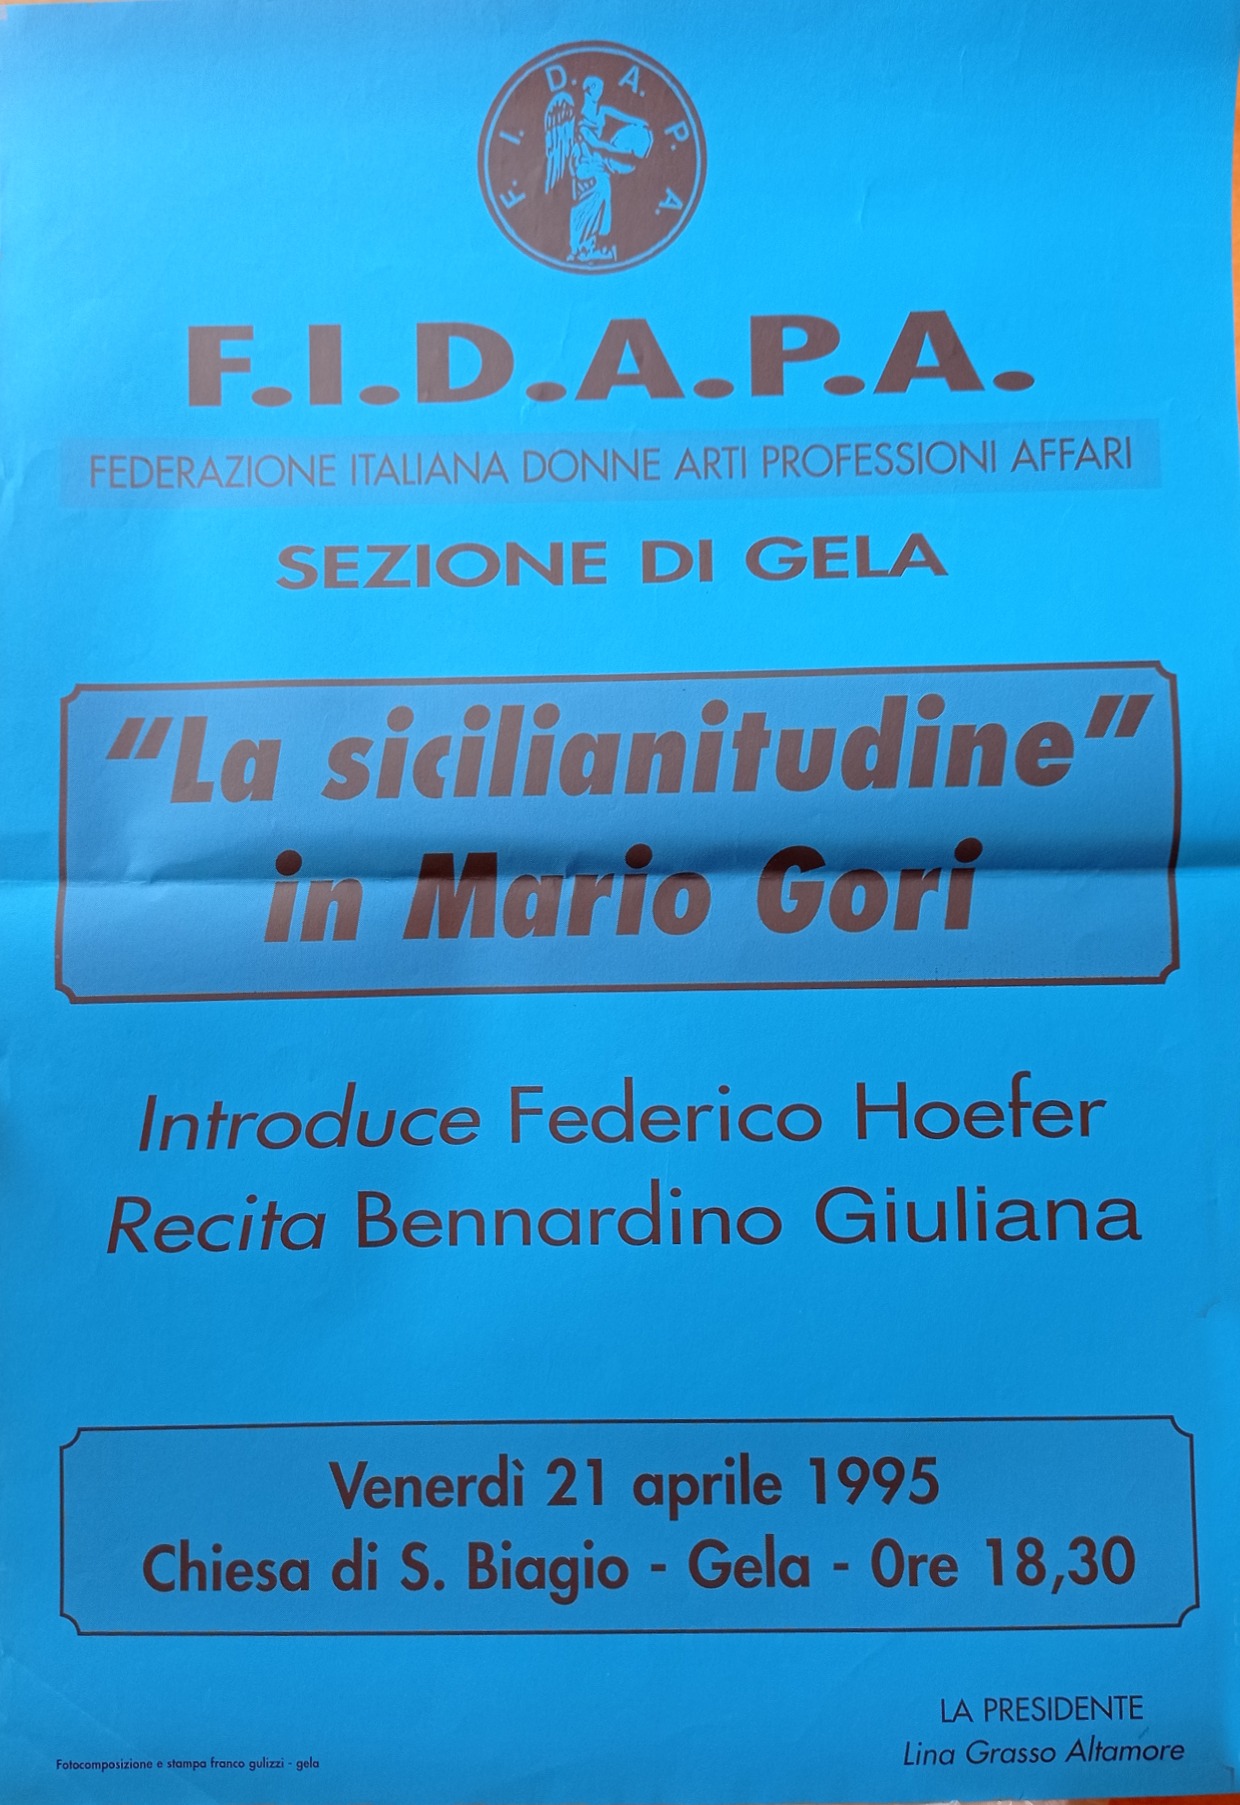 F. I. D. A. P. A.
F.I.D.A.P.A.
FEDERAZIONE ITALIANA DONNE ARTI PROFESSIONI AFFARI
SEZIONE DI GELA
“La sicilianitudine”
in Mario Gori
Introduce Federico Hoefer
Recita Bennardino Giuliana
Venerdì 21 aprile 1995
Chiesa di S. Biagio - Gela - Ore 18,30
LA PRESIDENTE
Lina Grasso Altamore
Fotocomposizione e stampa franco gulizzi - gela